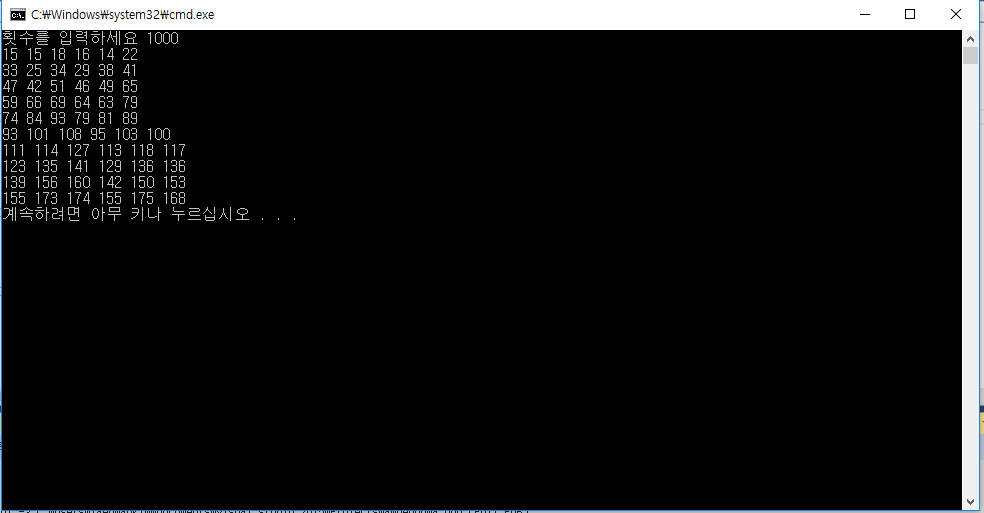 C:₩Windows₩system32₩cmd.exe
횟수를 입력하세요 1000
15 15 18 16 14 22
33 25 34 29 38 41
47 42 51 46 49 65
59 66 69 64 63 79
74 84 93 79 81 89
93 101 108 95 103 100
111 114 127 113 118 117
123 135 141 129 136 136
139 156 160 142 150 153
155 173 174 155 175 168
계속하려면 아무 키나 누르십시오 . . .